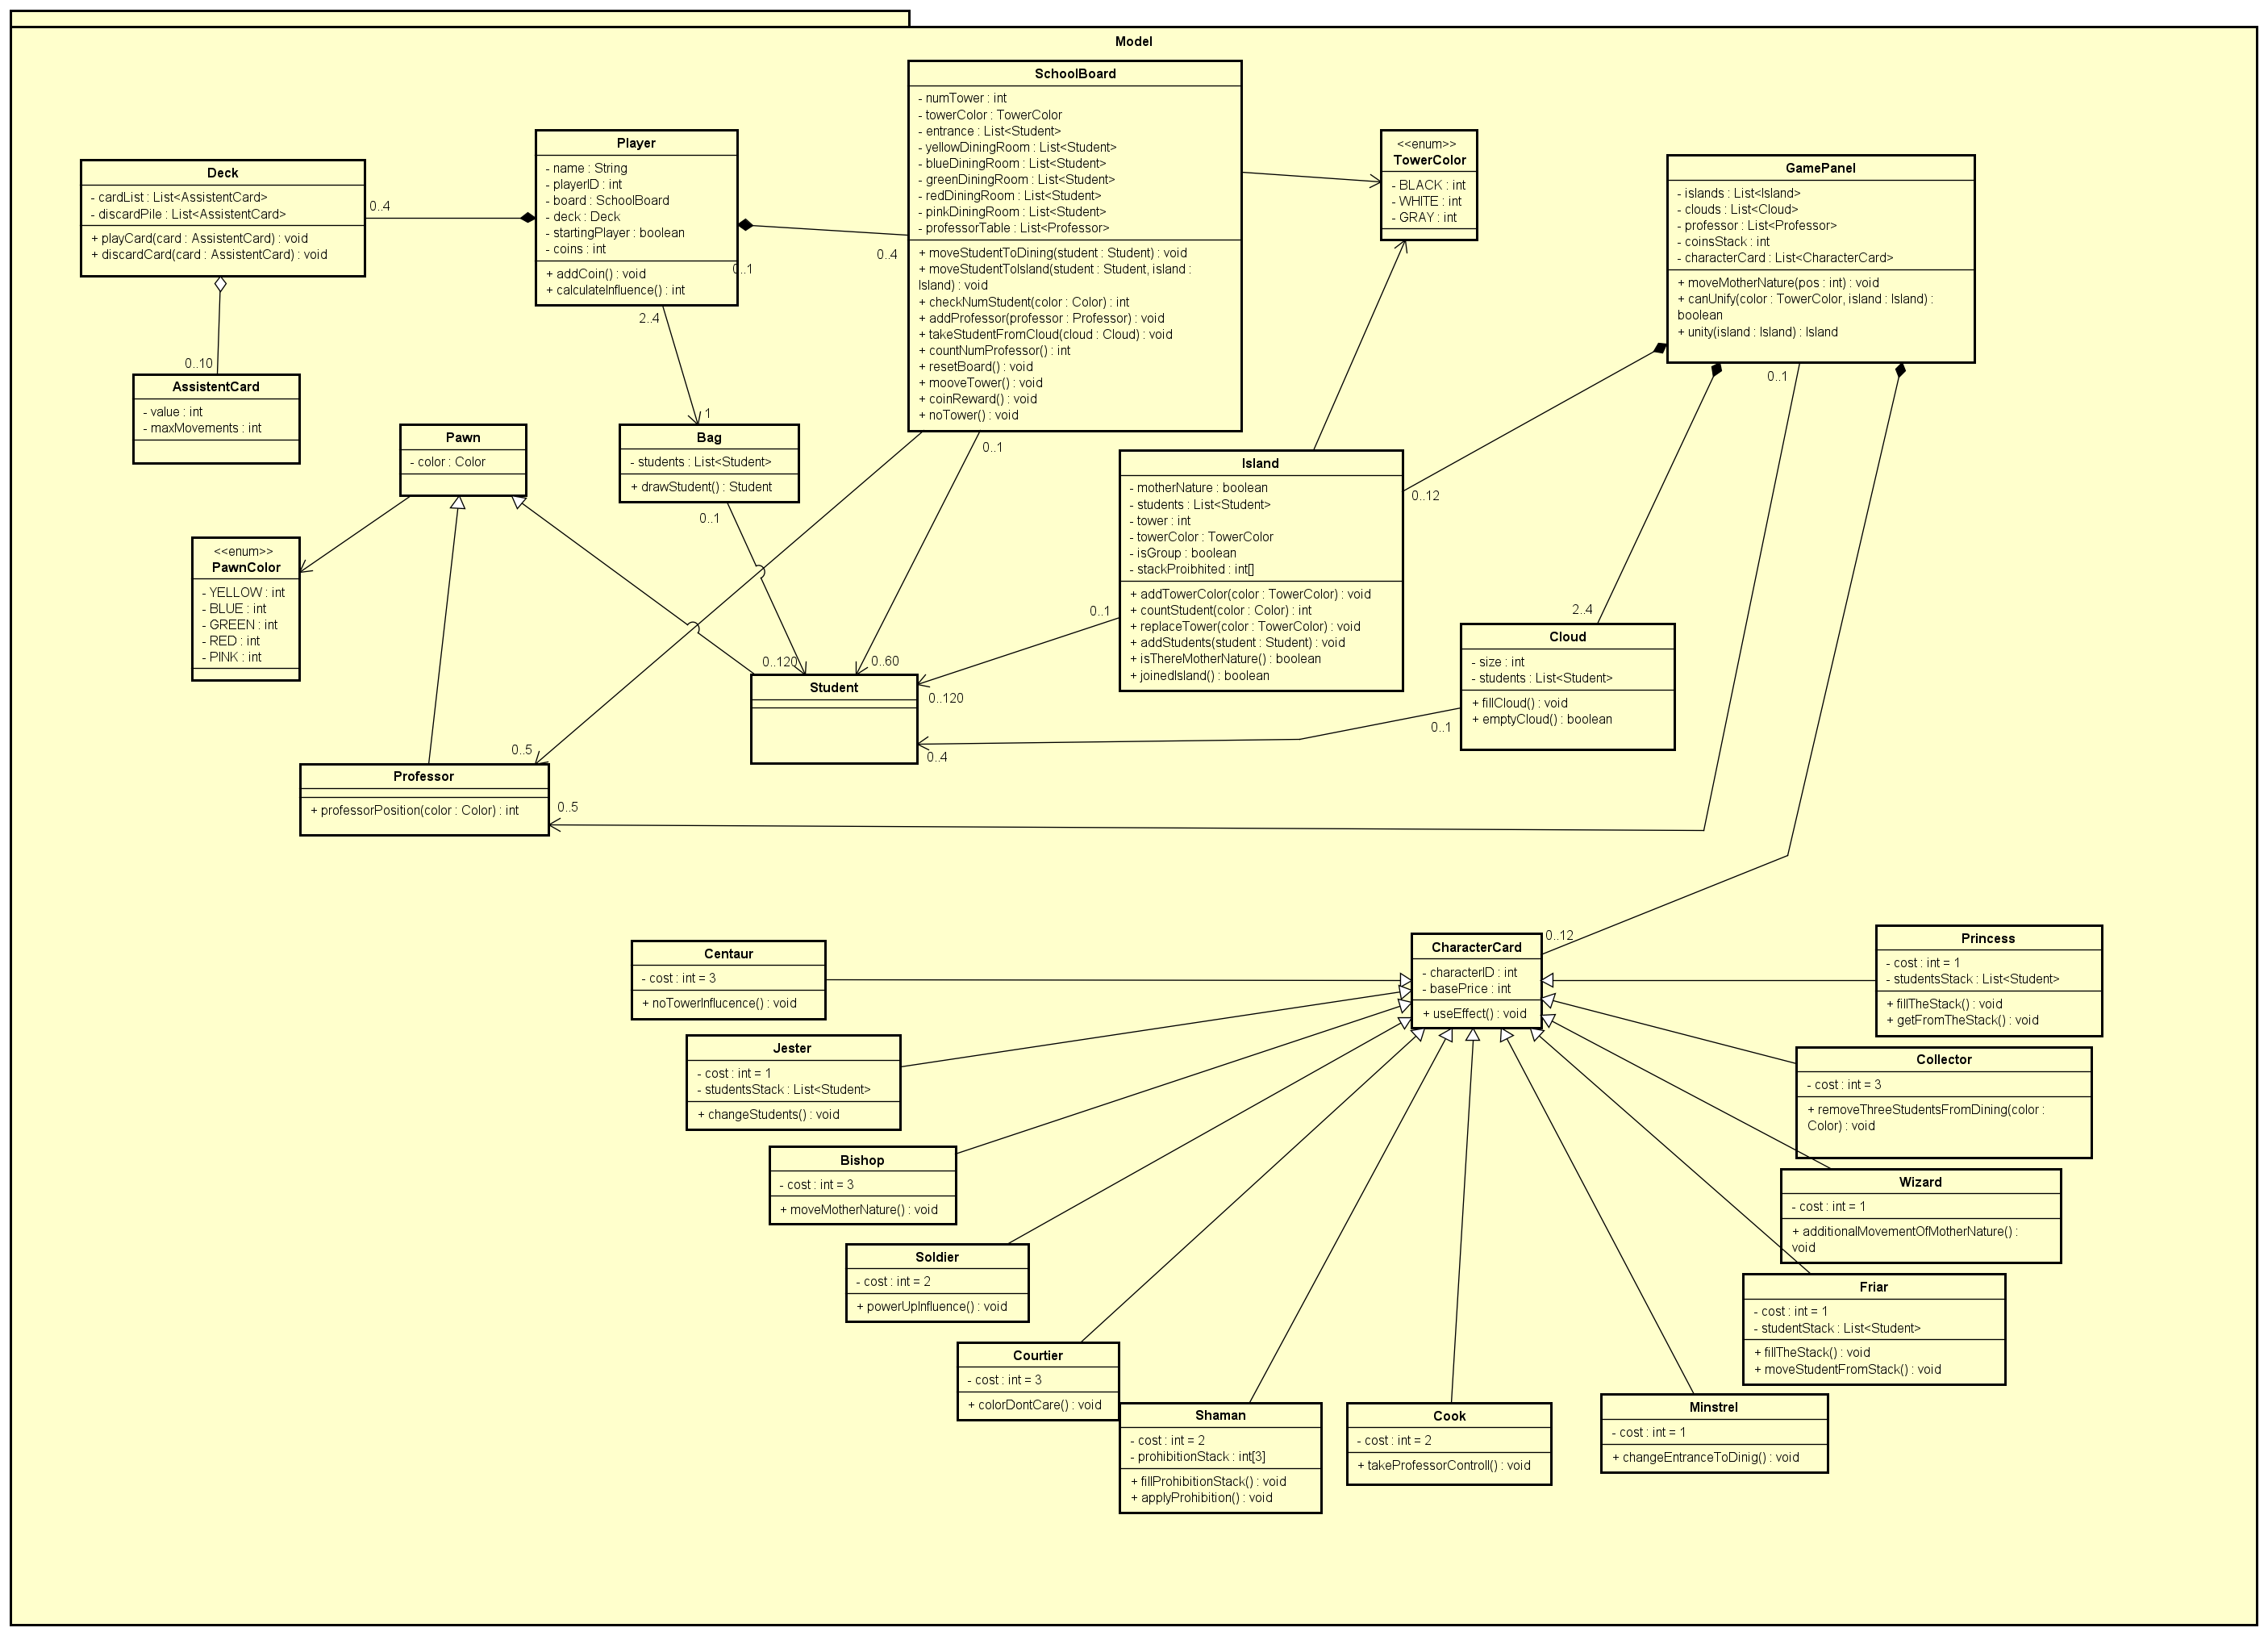 Model
SchoolBoard
- numTower : int
- towerColor : TowerColor
- entrance : List<Student>
- yellowDiningRoom : List<Student>
- blueDiningRoom : List<Student>
- greenDiningRoom : List<Student>
- redDiningRoom : List<Student>
- pinkDiningRoom : List<Student>
- professorTable : List<Professor>
+ moveStudentToDining(student : Student) : void
+ moveStudentToIsland(student : Student, island :
Island) : void
+ checkNumStudent(color : Color) : int
+ addProfessor(professor : Professor) : void
+ takeStudentFromCloud(cloud : Cloud) : void
+ countNumProfessor() : int
+ resetBoard() : void
+ mooveTower() : void
+ coinReward() : void
+ noTower() : void
Player
- name : String
- playerID : int
- board : SchoolBoard
- deck : Deck
- startingPlayer : boolean
- coins : int
+ addCoin() : void
+ calculateInfluence() : int
Deck
- cardList : List<AssistentCard>
- discardPile : List<AssistentCard>
+ playCard(card : AssistentCard) : void
+ discardCard(card : AssistentCard) : void
0..4
0..4
0..1
<<enum>>
TowerColor
- BLACK : int
- WHITE : int
- GRAY : int
GamePanel
- islands : List<Island>
- clouds : List<Cloud>
- professor : List<Professor>
- coinsStack : int
- characterCard : List<CharacterCard>
+ moveMotherNature(pos : int) : void
+ canUnify(color : TowerColor, island : Island) :
boolean
+ unity(island : Island) : Island
2..4
0..10
0..1
AssistentCard
- value : int
- maxMovements : int
1
Pawn
- color : Color
Bag
- students : List<Student>
+ drawStudent() : Student
0..1
0..1
Island
- motherNature : boolean
- students : List<Student>
- tower : int
- towerColor : TowerColor
- isGroup : boolean
- stackProibhited : int[]
+ addTowerColor(color : TowerColor) : void
+ countStudent(color : Color) : int
+ replaceTower(color : TowerColor) : void
+ addStudents(student : Student) : void
+ isThereMotherNature() : boolean
+ joinedIsland() : boolean
0..12
<<enum>>
PawnColor
- YELLOW : int
- BLUE : int
- GREEN : int
- RED : int
- PINK : int
0..1
2..4
Cloud
- size : int
- students : List<Student>
+ fillCloud() : void
+ emptyCloud() : boolean
0..120
0..60
Student
0..120
0..1
0..4
0..5
Professor
+ professorPosition(color : Color) : int
0..5
0..12
CharacterCard
- characterID : int
- basePrice : int
+ useEffect() : void
Centaur
- cost : int = 3
+ noTowerInflucence() : void
Princess
- cost : int = 1
- studentsStack : List<Student>
+ fillTheStack() : void
+ getFromTheStack() : void
Jester
- cost : int = 1
- studentsStack : List<Student>
+ changeStudents() : void
Collector
- cost : int = 3
+ removeThreeStudentsFromDining(color :
Color) : void
Bishop
- cost : int = 3
+ moveMotherNature() : void
Wizard
- cost : int = 1
+ additionalMovementOfMotherNature() :
void
Soldier
- cost : int = 2
+ powerUpInfluence() : void
Friar
- cost : int = 1
- studentStack : List<Student>
+ fillTheStack() : void
+ moveStudentFromStack() : void
Courtier
- cost : int = 3
+ colorDontCare() : void
Shaman
- cost : int = 2
- prohibitionStack : int[3]
+ fillProhibitionStack() : void
+ applyProhibition() : void
Cook
- cost : int = 2
+ takeProfessorControll() : void
Minstrel
- cost : int = 1
+ changeEntranceToDinig() : void